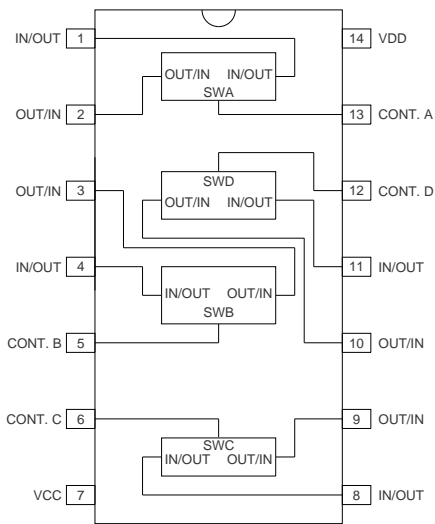 IN/OUT 1 14 VDD
OUT/IN IN/OUT
SWA
OUT/IN 2 13 CONT. A
SWD
OUT/IN 3 12 CONT. D
OUT/IN IN/OUT
IN/OUT 4 11 IN/OUT
IN/OUT OUT/IN
SWB
CONT. B 5 10 OUT/IN
CONT. C 6 9 OUT/IN
SWC
IN/OUT OUT/IN
VCC 7 8 IN/OUT